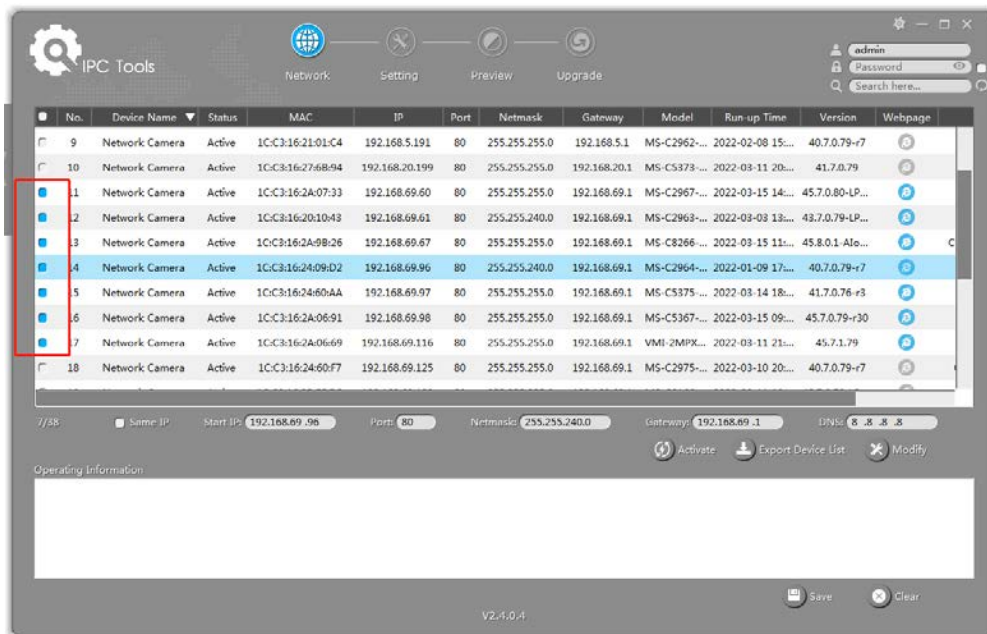 IPC Tools
Network Setting Preview Upgrade
admin
Password
Search here...
No. Device Name ▼ Status MAC IP Port Netmask Gateway Model Run-up Time Version Webpage
9 Network Camera Active 1C:C3:16:21:01:C4 192.168.5.191 80 255.255.255.0 192.168.5.1 MS-C2962-... 2022-02-08 15:... 40.7.0.79-r7
10 Network Camera Active 1C:C3:16:27:6B:94 192.168.20.199 80 255.255.255.0 192.168.20.1 MS-C5373-... 2022-03-11 20:... 41.7.0.79
11 Network Camera Active 1C:C3:16:2A:07:33 192.168.69.60 80 255.255.255.0 192.168.69.1 MS-C2967-... 2022-03-15 14:... 45.7.0.80-LP...
12 Network Camera Active 1C:C3:16:20:10:43 192.168.69.61 80 255.255.240.0 192.168.69.1 MS-C2963-... 2022-03-03 13:... 43.7.0.79-LP...
13 Network Camera Active 1C:C3:16:2A:9B:26 192.168.69.67 80 255.255.255.0 192.168.69.1 MS-C8266-... 2022-03-15 11:... 45.8.0.1-AIo... C
14 Network Camera Active 1C:C3:16:24:09:D2 192.168.69.96 80 255.255.240.0 192.168.69.1 MS-C2964-... 2022-01-09 17:... 40.7.0.79-r7
15 Network Camera Active 1C:C3:16:24:60:AA 192.168.69.97 80 255.255.255.0 192.168.69.1 MS-C5375-... 2022-03-14 18:... 41.7.0.76-r3
16 Network Camera Active 1C:C3:16:2A:06:91 192.168.69.98 80 255.255.255.0 192.168.69.1 MS-C5367-... 2022-03-15 09:... 45.7.0.79-r30
17 Network Camera Active 1C:C3:16:2A:06:69 192.168.69.116 80 255.255.255.0 192.168.69.1 VMI-2MPX... 2022-03-11 21:... 45.7.1.79
18 Network Camera Active 1C:C3:16:24:60:F7 192.168.69.125 80 255.255.255.0 192.168.69.1 MS-C2975-... 2022-03-10 20:... 40.7.0.79-r7
7/38 Same IP Start IP: 192.168.69 .96 Port: 80 Netmask: 255.255.240.0 Gateway: 192.168.69 .1 DNS: 8 .8 .8 .8
Activate Export Device List Modify
Operating Information
Save Clear
V2.4.0.4